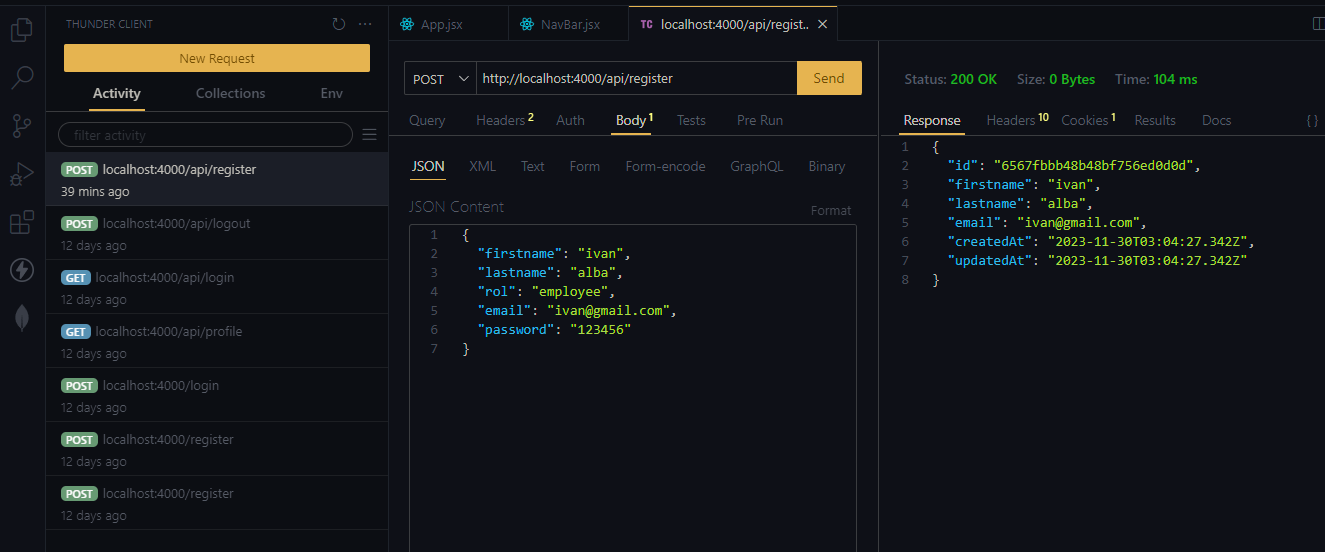 THUNDER CLIENT
New Request
Activity Collections Env
filter activity
POST localhost:4000/api/register
39 mins ago
POST localhost:4000/api/logout
12 days ago
GET localhost:4000/api/login
12 days ago
GET localhost:4000/api/profile
12 days ago
POST localhost:4000/login
12 days ago
POST localhost:4000/register
12 days ago
POST localhost:4000/register
12 days ago
App.jsx NavBar.jsx TC localhost:4000/api/regist..
POST http://localhost:4000/api/register Send
Query Headers 2 Auth Body 1 Tests Pre Run
JSON XML Text Form Form-encode GraphQL Binary
JSON Content Format
1 {
2 "firstname": "ivan",
3 "lastname": "alba",
4 "rol": "employee",
5 "email": "ivan@gmail.com",
6 "password": "123456"
7 }
Status: 200 OK Size: 0 Bytes Time: 104 ms
Response Headers 10 Cookies 1 Results Docs { }
1 {
2 "id": "6567fbbb48b48bf756ed0d0d",
3 "firstname": "ivan",
4 "lastname": "alba",
5 "email": "ivan@gmail.com",
6 "createdAt": "2023-11-30T03:04:27.342Z",
7 "updatedAt": "2023-11-30T03:04:27.342Z"
8 }